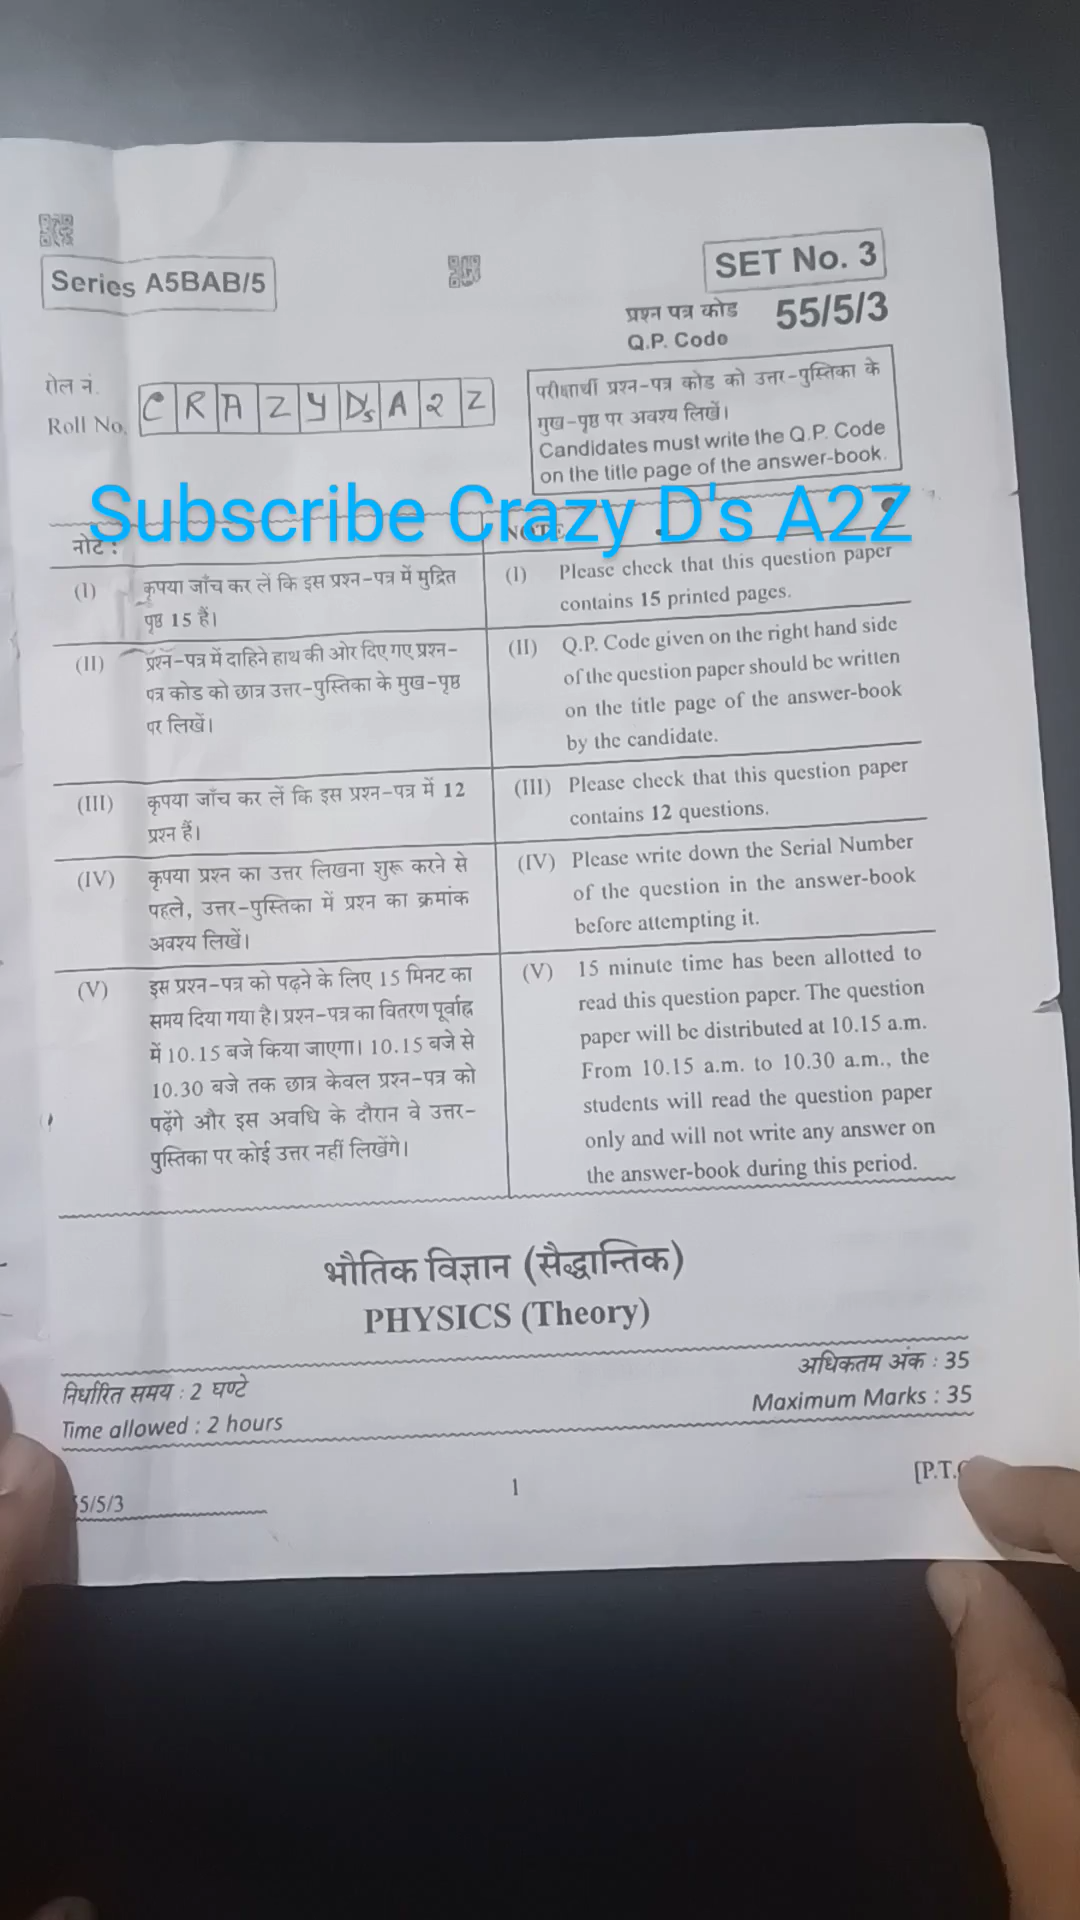 Series A5BAB/5
SET No. 3
प्रश्न पत्र कोड
Q.P. Code
55/5/3
रोल नं.
Roll No.
C R A Z Y D's A 2 Z
परीक्षार्थी प्रश्न-पत्र कोड को उत्तर-पुस्तिका के
मुख-पृष्ठ पर अवश्य लिखें।
Candidates must write the Q.P. Code
on the title page of the answer-book.
Subscribe Crazy D's A2Z
नोट :
(I) कृपया जाँच कर लें कि इस प्रश्न-पत्र में मुद्रित
पृष्ठ 15 हैं।
(II) प्रश्न-पत्र में दाहिने हाथ की ओर दिए गए प्रश्न-
पत्र कोड को छात्र उत्तर-पुस्तिका के मुख-पृष्ठ
पर लिखें।
(III) कृपया जाँच कर लें कि इस प्रश्न-पत्र में 12
प्रश्न हैं।
(IV) कृपया प्रश्न का उत्तर लिखना शुरू करने से
पहले, उत्तर-पुस्तिका में प्रश्न का क्रमांक
अवश्य लिखें।
(V) इस प्रश्न-पत्र को पढ़ने के लिए 15 मिनट का
समय दिया गया है। प्रश्न-पत्र का वितरण पूर्वाह्न
में 10.15 बजे किया जाएगा। 10.15 बजे से
10.30 बजे तक छात्र केवल प्रश्न-पत्र को
पढ़ेंगे और इस अवधि के दौरान वे उत्तर-
पुस्तिका पर कोई उत्तर नहीं लिखेंगे।
NOTE
(I) Please check that this question paper
contains 15 printed pages.
(II) Q.P. Code given on the right hand side
of the question paper should be written
on the title page of the answer-book
by the candidate.
(III) Please check that this question paper
contains 12 questions.
(IV) Please write down the Serial Number
of the question in the answer-book
before attempting it.
(V) 15 minute time has been allotted to
read this question paper. The question
paper will be distributed at 10.15 a.m.
From 10.15 a.m. to 10.30 a.m., the
students will read the question paper
only and will not write any answer on
the answer-book during this period.
भौतिक विज्ञान (सैद्धान्तिक)
PHYSICS (Theory)
निर्धारित समय : 2 घण्टे
Time allowed : 2 hours
अधिकतम अंक : 35
Maximum Marks : 35
55/5/3
1
[P.T.